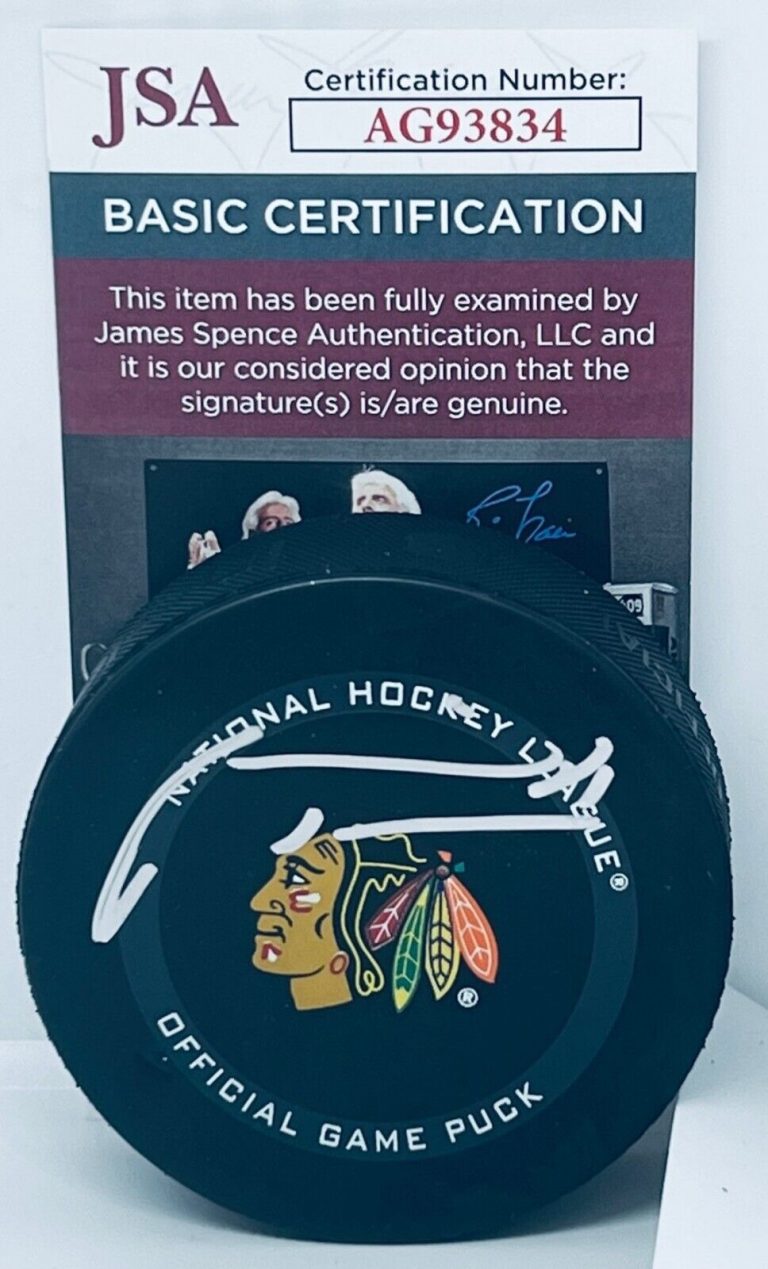 JSA
Certification Number:
AG93834
BASIC CERTIFICATION
This item has been fully examined by
James Spence Authentication, LLC and
it is our considered opinion that the
signature(s) is/are genuine.
09
NATIONAL HOCKEY LEAGUE®
®
OFFICIAL GAME PUCK